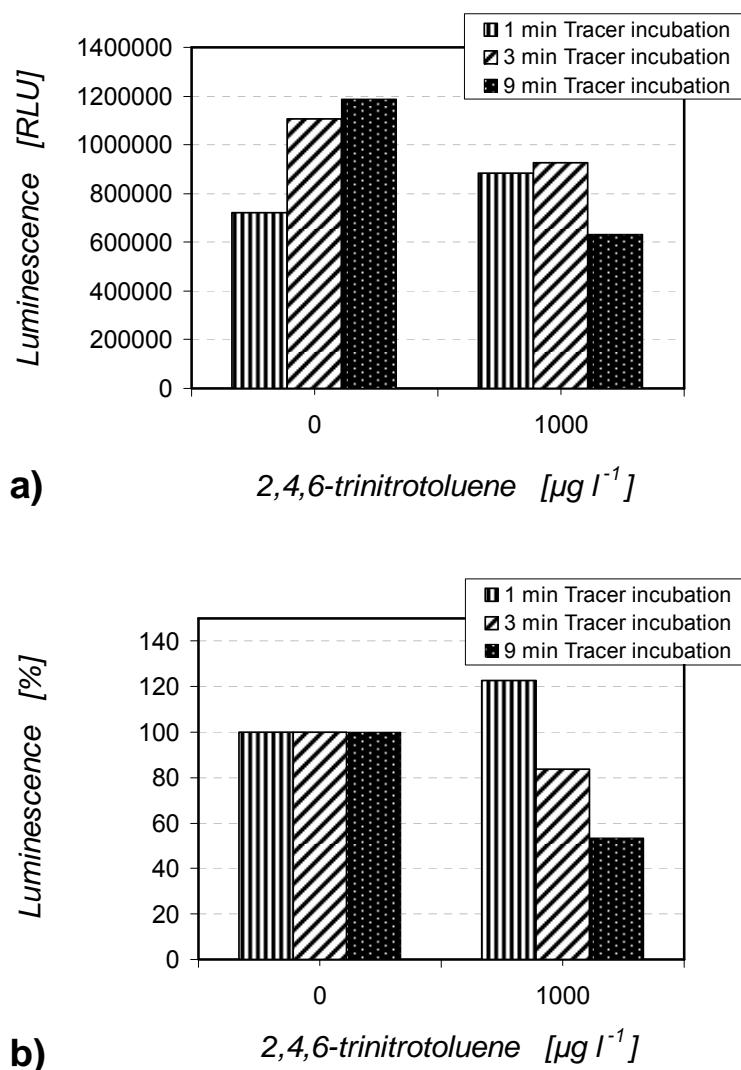 1 min Tracer incubation
3 min Tracer incubation
9 min Tracer incubation
Luminescence [RLU]
1400000
1200000
1000000
800000
600000
400000
200000
0
0 1000
a) 2,4,6-trinitrotoluene [µg l⁻¹]
1 min Tracer incubation
3 min Tracer incubation
9 min Tracer incubation
Luminescence [%]
140
120
100
80
60
40
20
0
0 1000
b) 2,4,6-trinitrotoluene [µg l⁻¹]